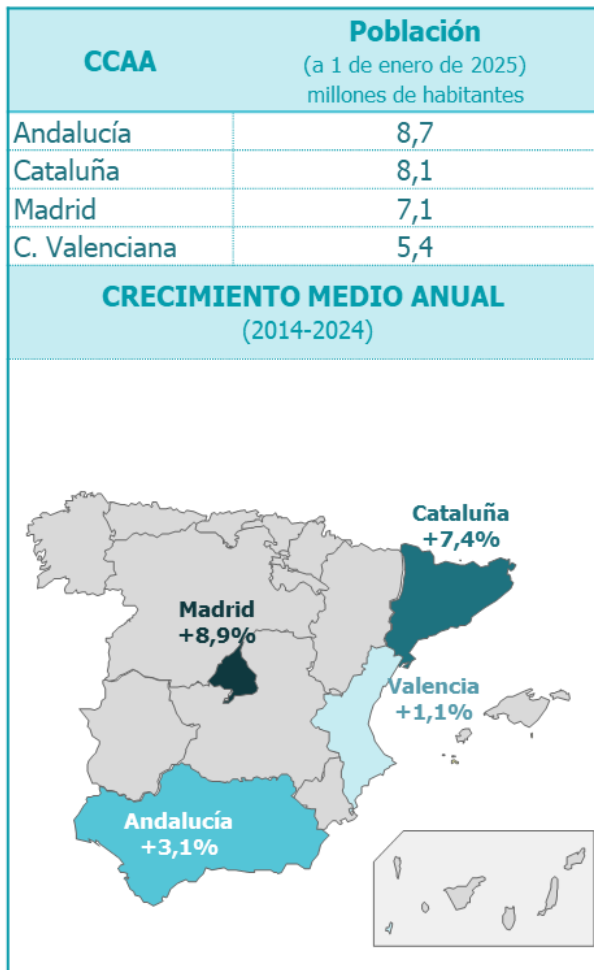 CCAA
Población
(a 1 de enero de 2025)
millones de habitantes
Andalucía 8,7
Cataluña 8,1
Madrid 7,1
C. Valenciana 5,4
CRECIMIENTO MEDIO ANUAL
(2014-2024)
Cataluña
+7,4%
Madrid
+8,9%
Valencia
+1,1%
Andalucía
+3,1%